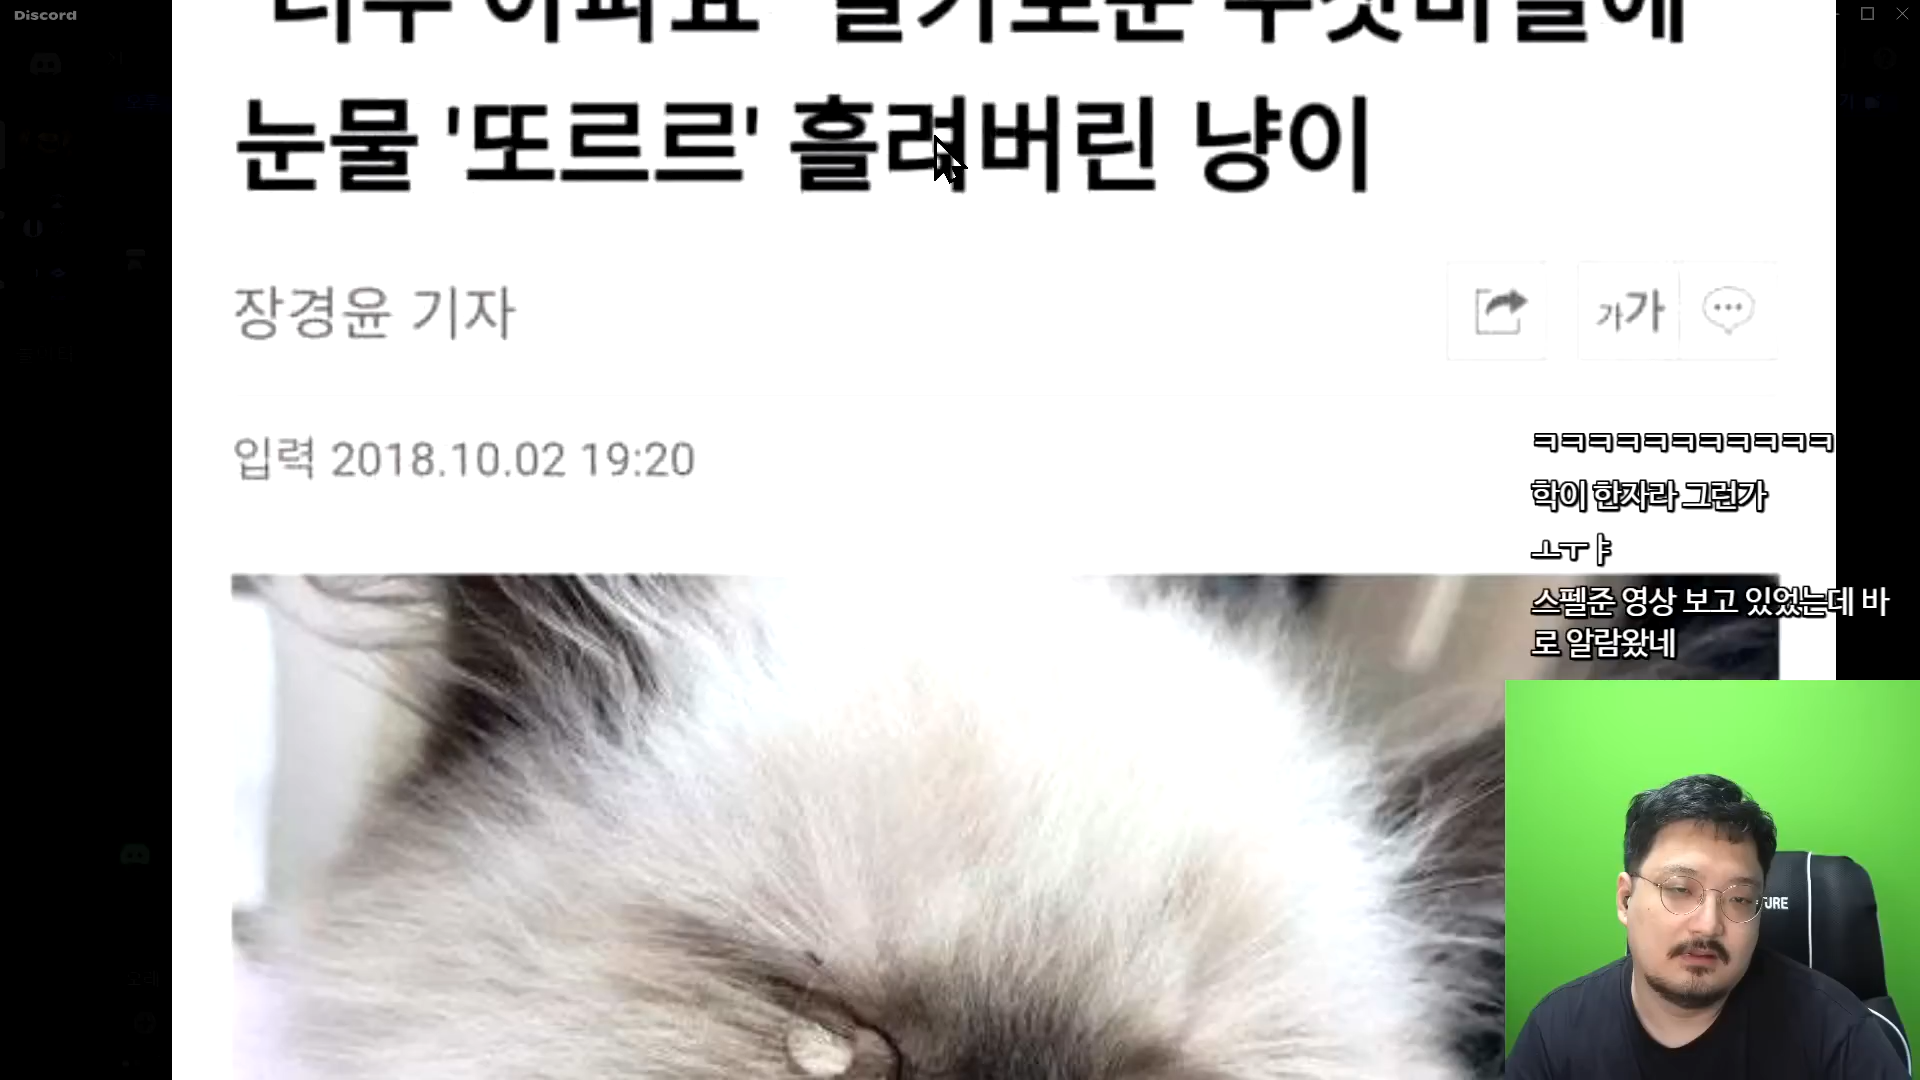 Discord
눈물 '또르르' 흘려버린 냥이
장경윤 기자
가가
입력 2018.10.02 19:20
ㅋㅋㅋㅋㅋㅋㅋㅋㅋㅋㅋ
학이 한자라 그런가
ㅗㅜㅑ
스펠준 영상 보고 있었는데 바
로 알람왔네